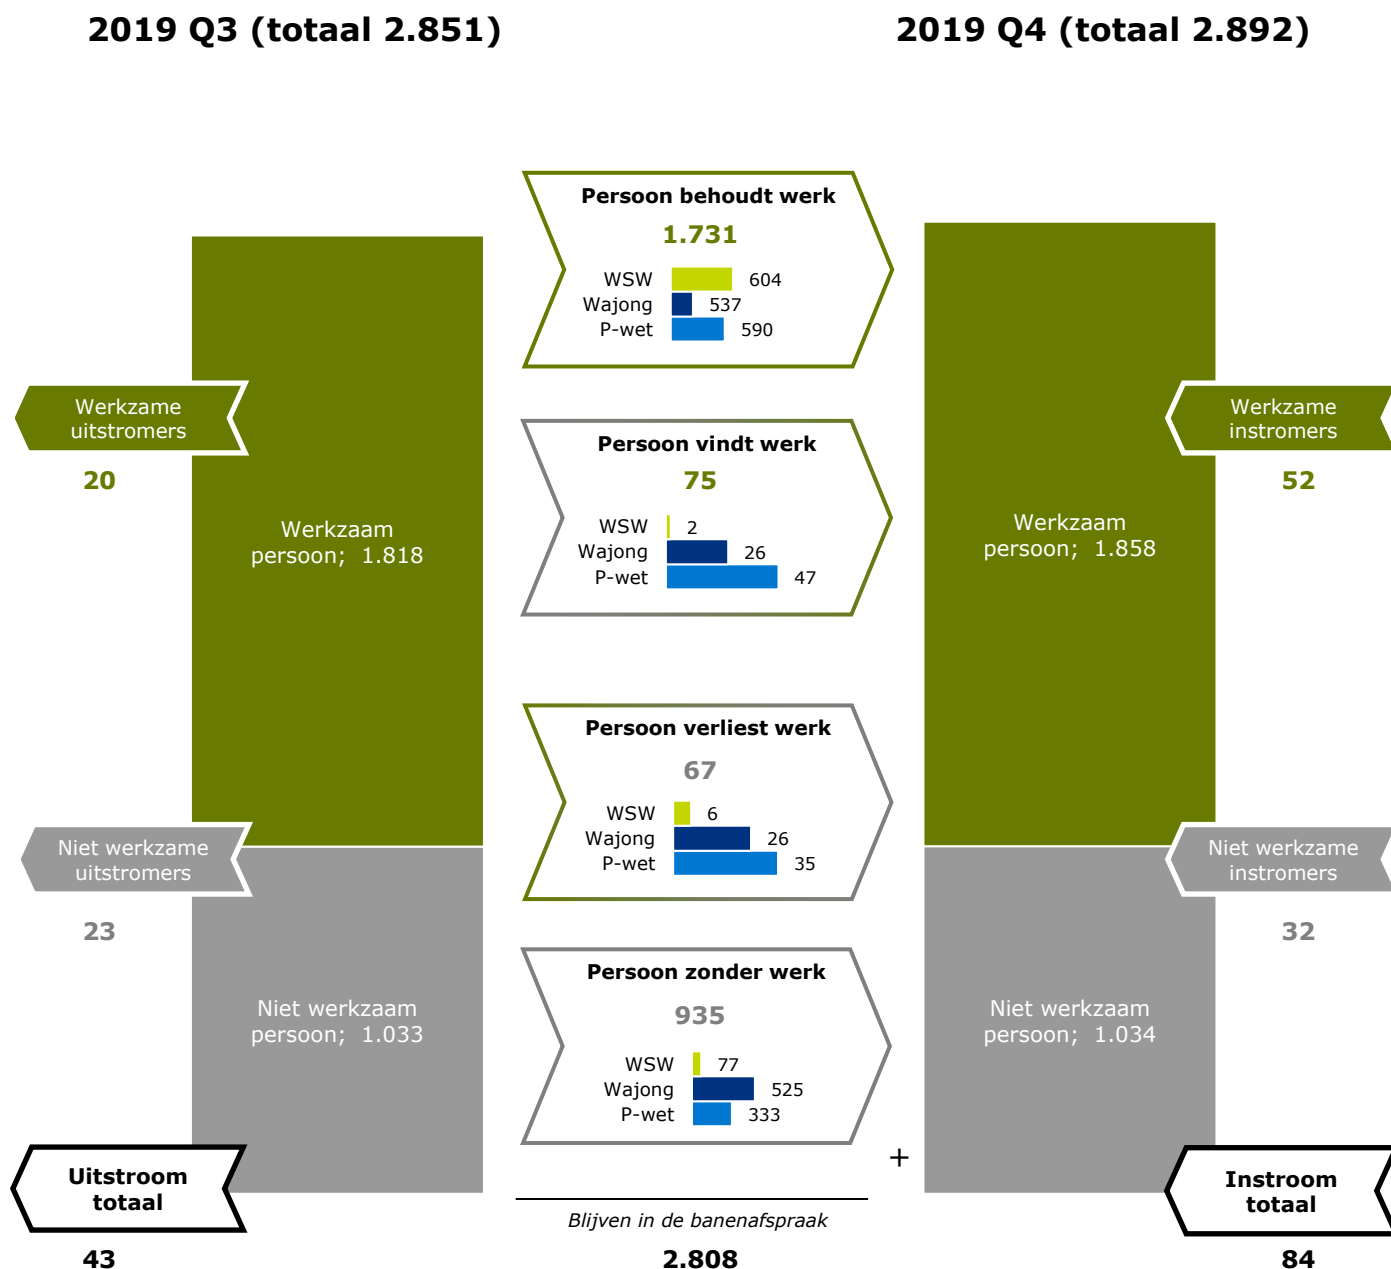 2019 Q3 (totaal 2.851)
2019 Q4 (totaal 2.892)
Persoon behoudt werk
1.731
WSW 604
Wajong 537
P-wet 590
Werkzame
uitstromers
20
Werkzaam
persoon; 1.818
Persoon vindt werk
75
WSW 2
Wajong 26
P-wet 47
Werkzaam
persoon; 1.858
Werkzame
instromers
52
Persoon verliest werk
67
WSW 6
Wajong 26
P-wet 35
Niet werkzame
uitstromers
23
Niet werkzaam
persoon; 1.033
Persoon zonder werk
935
WSW 77
Wajong 525
P-wet 333
Niet werkzaam
persoon; 1.034
Niet werkzame
instromers
32
+
Uitstroom
totaal
43
Blijven in de banenafspraak
2.808
Instroom
totaal
84